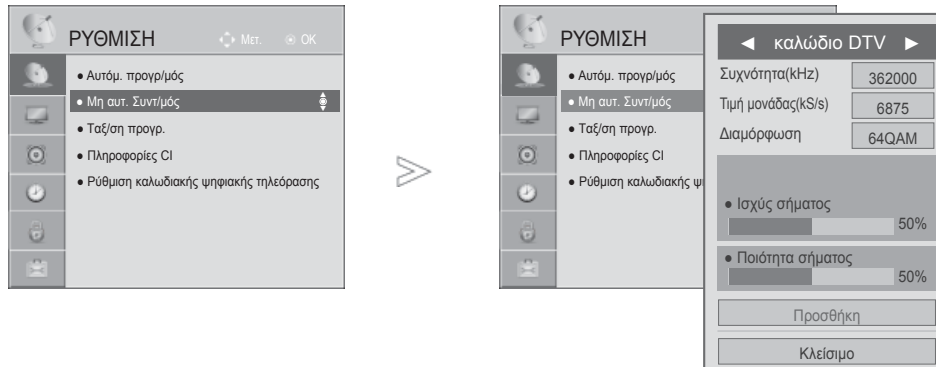 ΡΥΘΜΙΣΗ Μετ. OK
● Αυτόμ. προγρ/μός
● Μη αυτ. Συντ/μός
● Ταξ/ση προγρ.
● Πληροφορίες CI
● Ρύθμιση καλωδιακής ψηφιακής τηλεόρασης
ΡΥΘΜΙΣΗ
● Αυτόμ. προγρ/μός
● Μη αυτ. Συντ/μός
● Ταξ/ση προγρ.
● Πληροφορίες CI
● Ρύθμιση καλωδιακής ψ
◄ καλώδιο DTV ►
Συχνότητα(kHz) 362000
Τιμή μονάδας(kS/s) 6875
Διαμόρφωση 64QAM
● Ισχύς σήματος
50%
● Ποιότητα σήματος
50%
Προσθήκη
Κλείσιμο